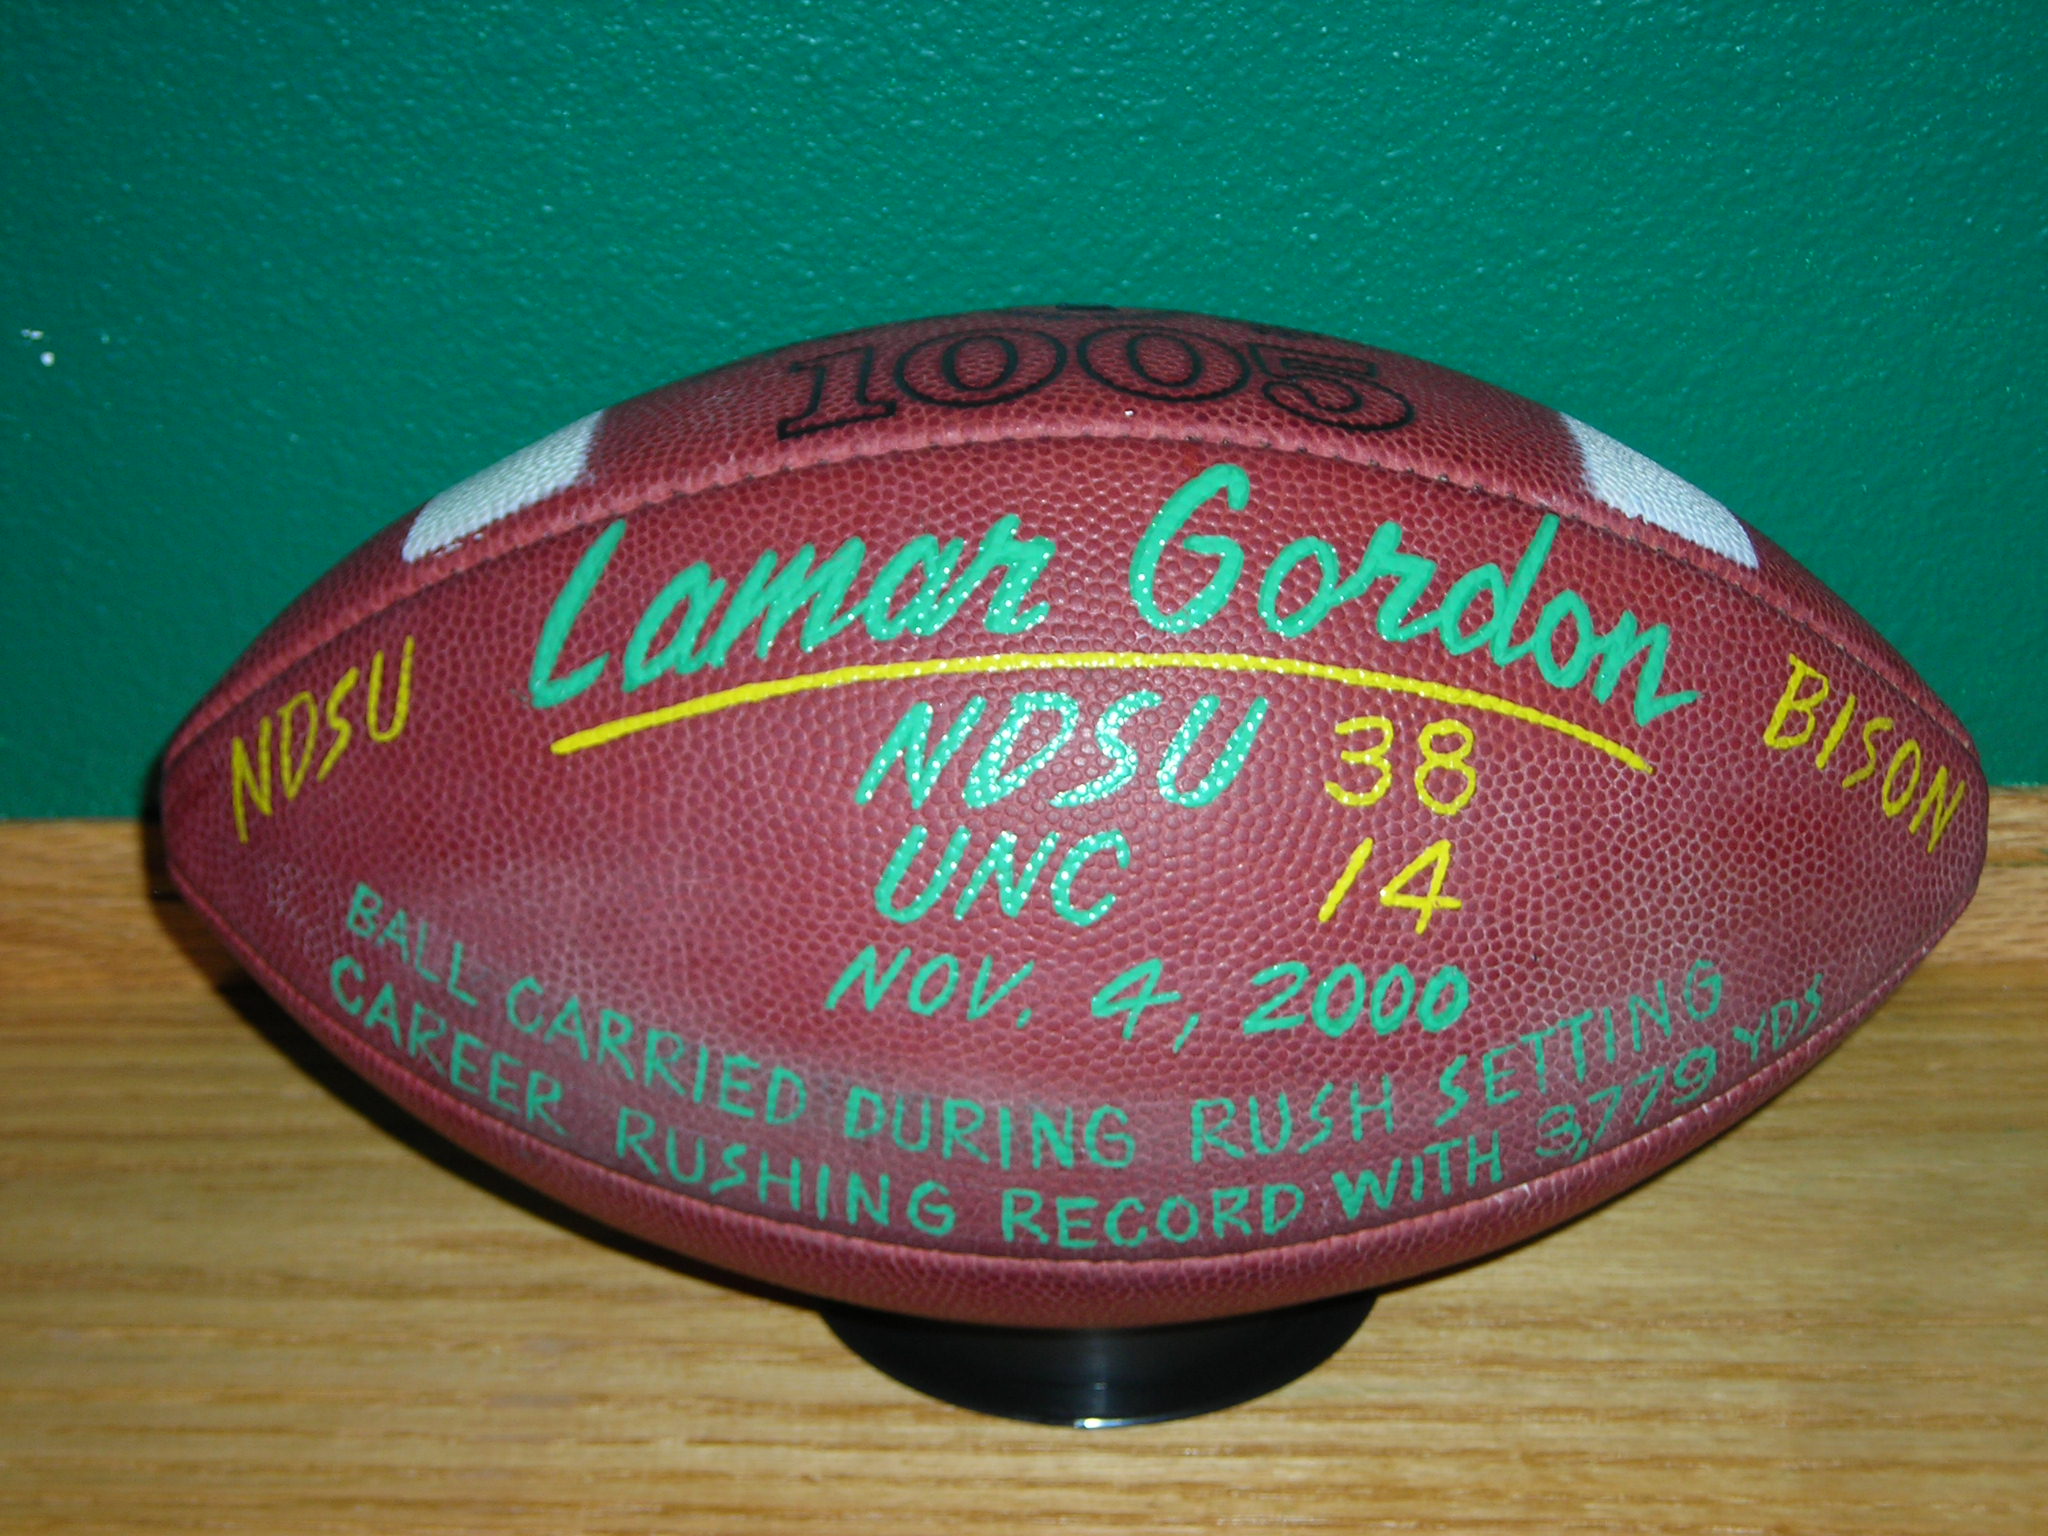 1005
Lamar Gordon
NDSU BISON
NDSU 38
UNC 14
NOV. 4, 2000
BALL CARRIED DURING RUSH SETTING
CAREER RUSHING RECORD WITH 3,779 YDS